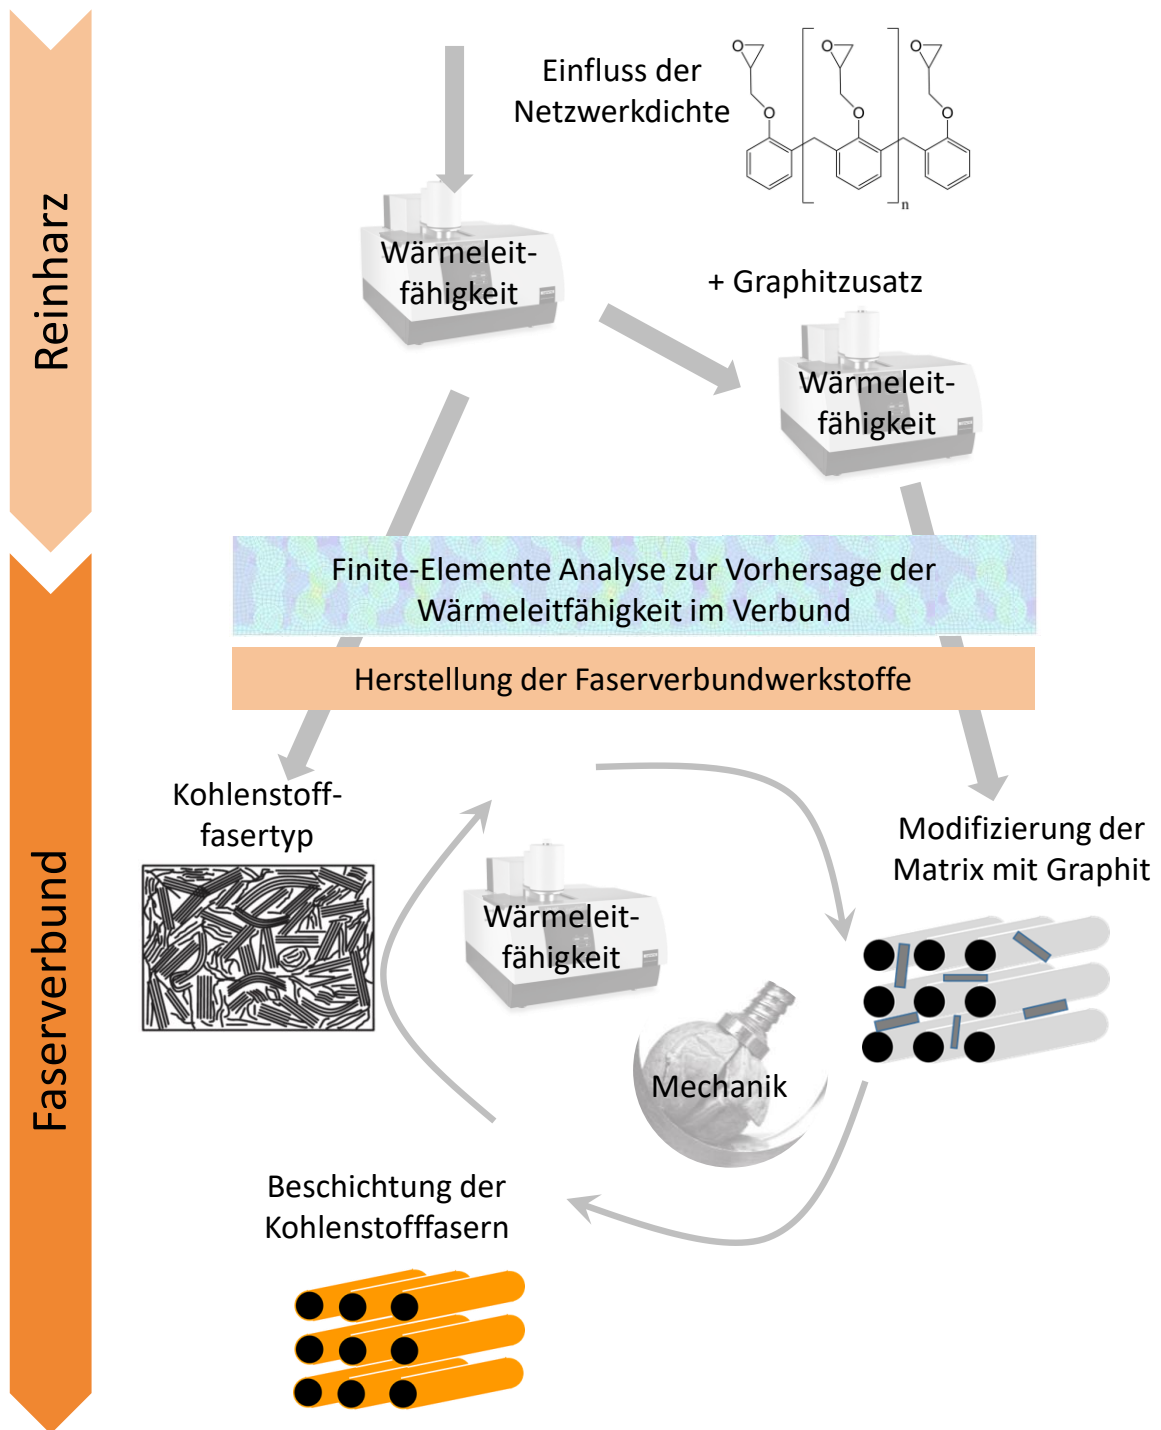 Einfluss der
Netzwerkdichte
O
O
O
O
O
O
n
Reinharz
Wärmeleit-
fähigkeit
+ Graphitzusatz
Wärmeleit-
fähigkeit
Finite-Elemente Analyse zur Vorhersage der
Wärmeleitfähigkeit im Verbund
Herstellung der Faserverbundwerkstoffe
Faserverbund
Kohlenstoff-
fasertyp
Modifizierung der
Matrix mit Graphit
Wärmeleit-
fähigkeit
Mechanik
Beschichtung der
Kohlenstofffasern